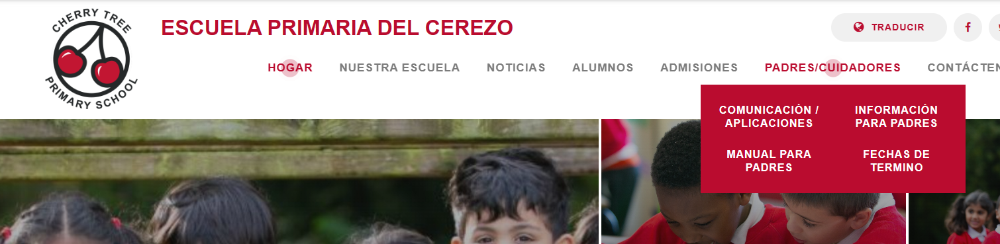 CHERRY TREE
PRIMARY SCHOOL
ESCUELA PRIMARIA DEL CEREZO
TRADUCIR
HOGAR NUESTRA ESCUELA NOTICIAS ALUMNOS ADMISIONES PADRES/CUIDADORES CONTÁCTEN
COMUNICACIÓN /
APLICACIONES
INFORMACIÓN
PARA PADRES
MANUAL PARA
PADRES
FECHAS DE
TERMINO